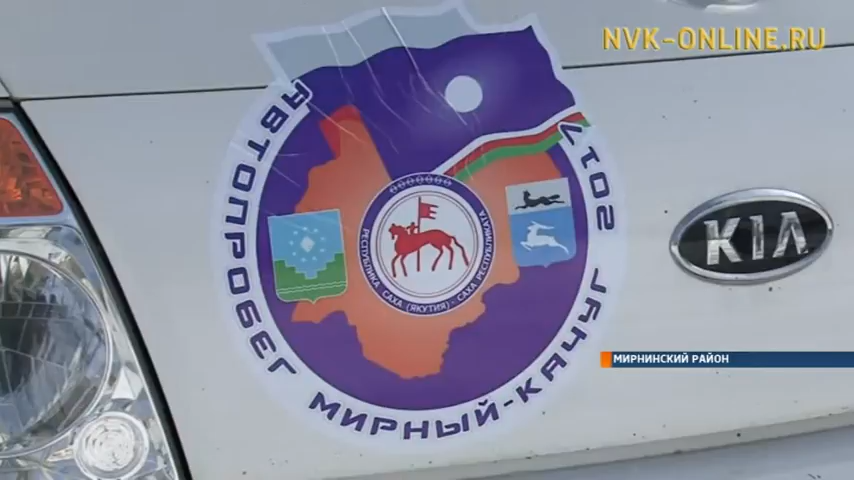 NVK-ONLINE.RU
АВТОПРОБЕГ МИРНЫЙ-КАЧУГ 2017
РЕСПУБЛИКА САХА (ЯКУТИЯ) - САХА РЕСПУБЛИКАТА
KIA
МИРНИНСКИЙ РАЙОН